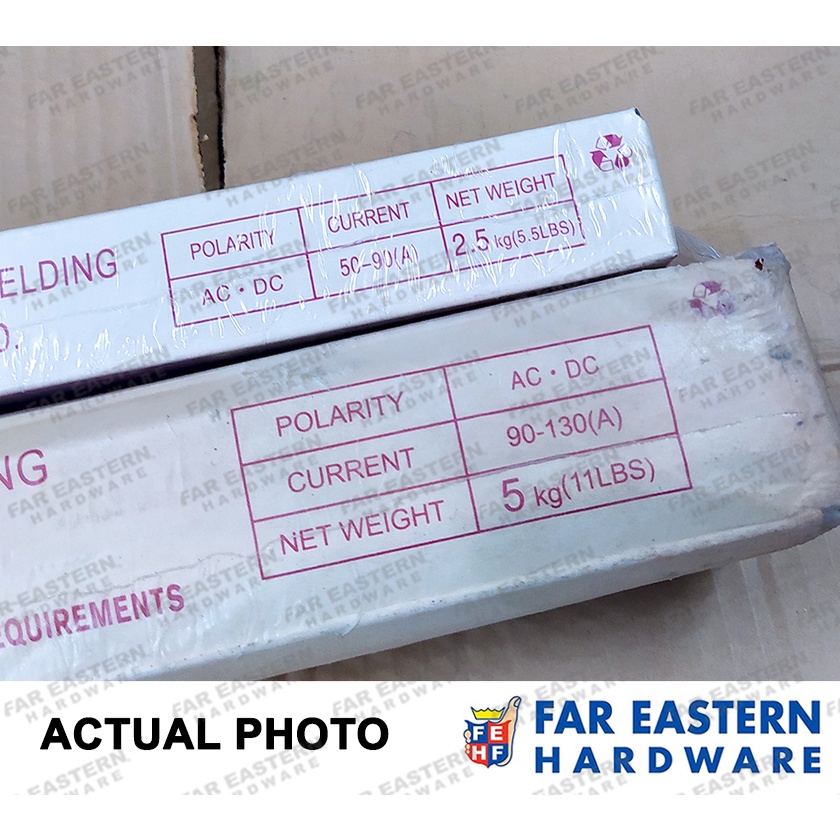 ELDING
POLARITY CURRENT NET WEIGHT
AC · DC 50-90(A) 2.5 kg(5.5LBS)
O.
NG
POLARITY AC · DC
CURRENT 90-130(A)
NET WEIGHT 5 kg(11LBS)
EQUIREMENTS
ACTUAL PHOTO
FEHF
FAR EASTERN
HARDWARE